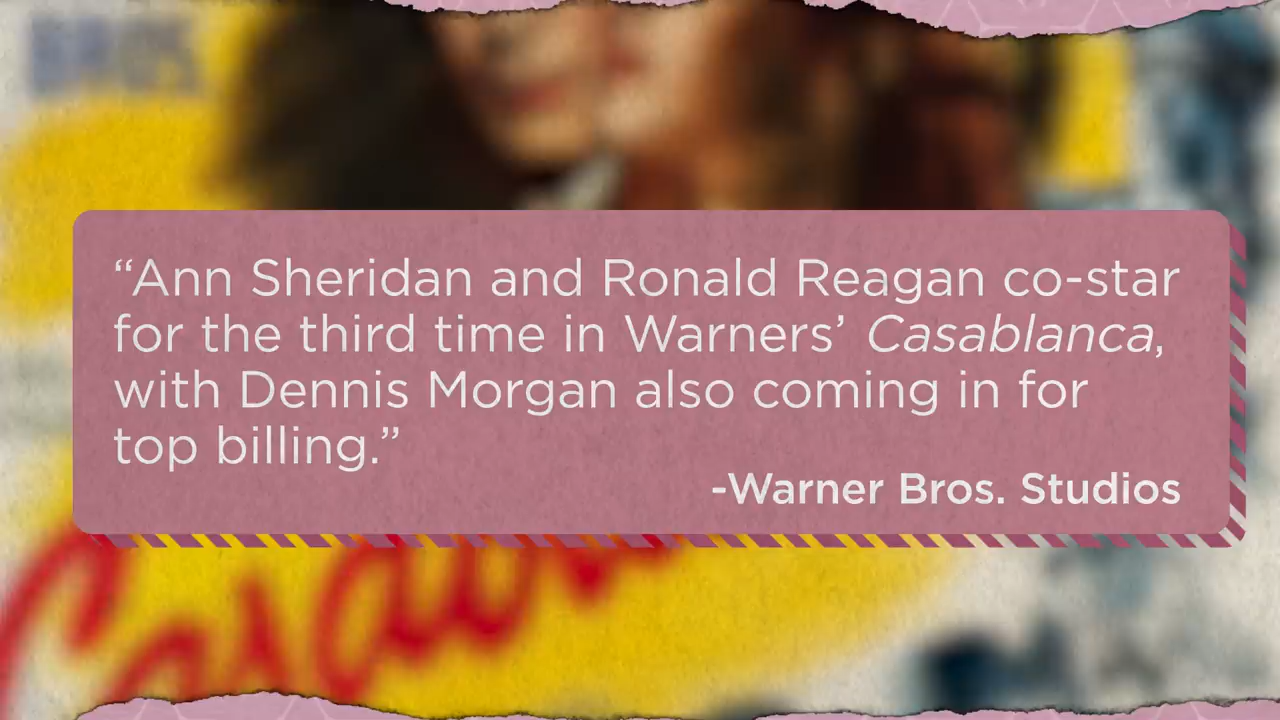 “Ann Sheridan and Ronald Reagan co-star
for the third time in Warners’ Casablanca,
with Dennis Morgan also coming in for
top billing.”
-Warner Bros. Studios